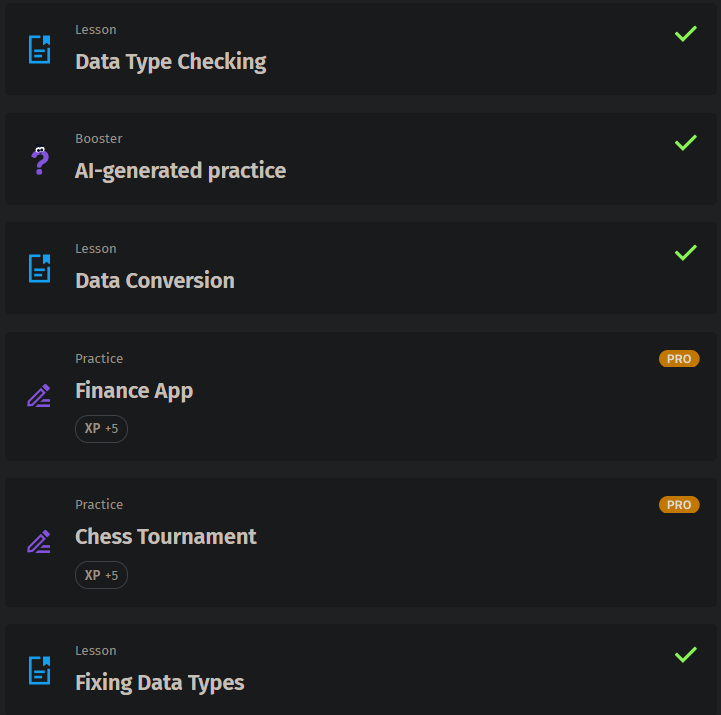 Lesson
Data Type Checking
Booster
AI-generated practice
Lesson
Data Conversion
Practice
PRO
Finance App
XP +5
Practice
PRO
Chess Tournament
XP +5
Lesson
Fixing Data Types